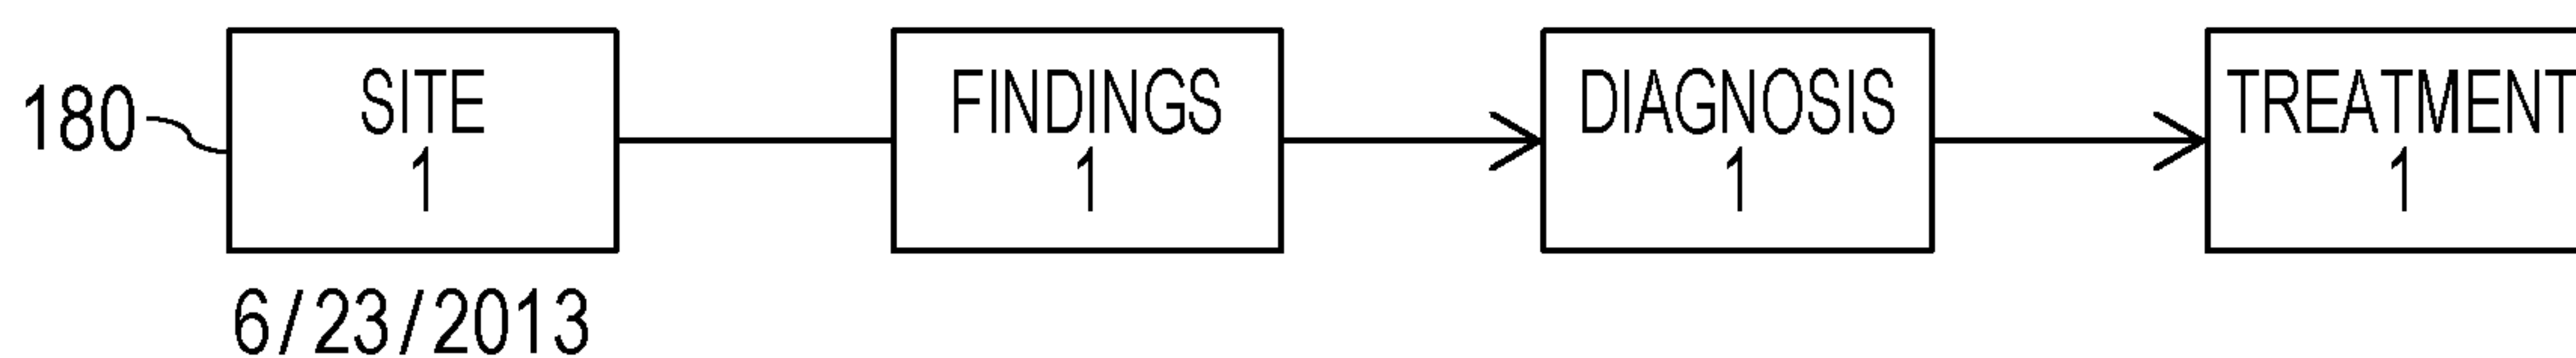 180
SITE
1
FINDINGS
1
DIAGNOSIS
1
TREATMENT
1
6/23/2013